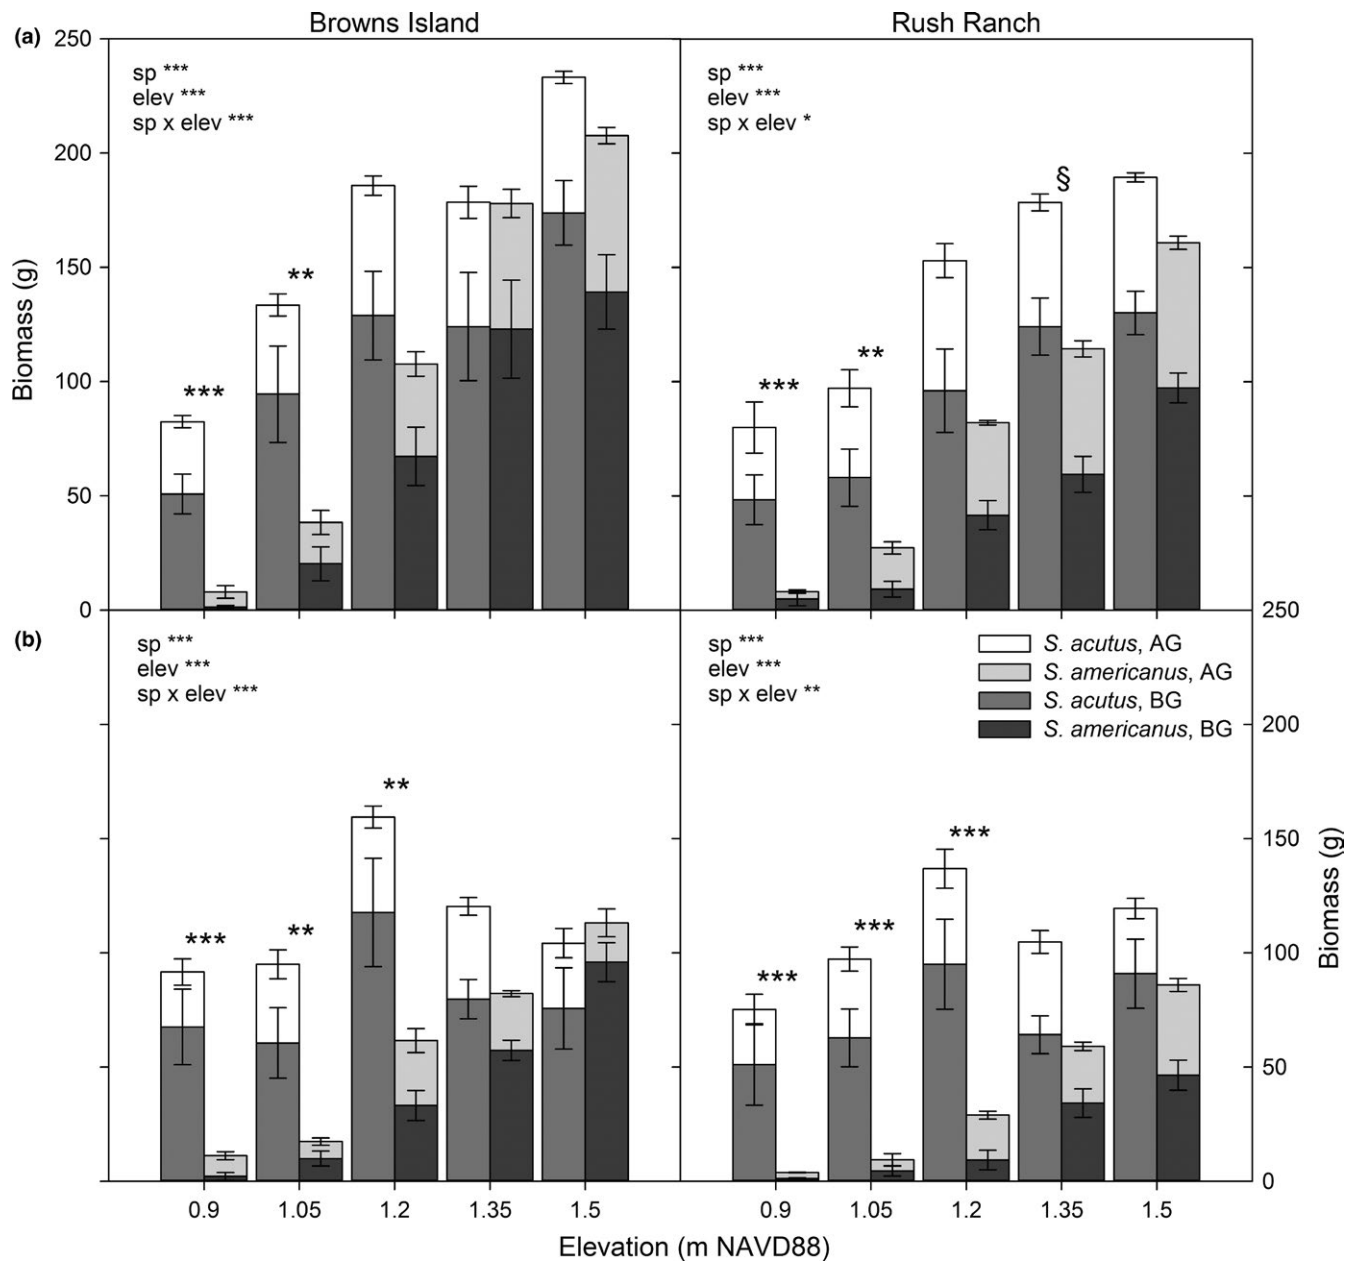 Browns Island
Rush Ranch
(a)
250
200
150
100
50
0
Biomass (g)
sp ***
elev ***
sp x elev ***
***
**
sp ***
elev ***
sp x elev *
***
**
§
(b)
sp ***
elev ***
sp x elev ***
***
**
**
sp ***
elev ***
sp x elev **
***
***
***
S. acutus, AG
S. americanus, AG
S. acutus, BG
S. americanus, BG
250
200
150
100
50
0
Biomass (g)
0.9 1.05 1.2 1.35 1.5
0.9 1.05 1.2 1.35 1.5
Elevation (m NAVD88)